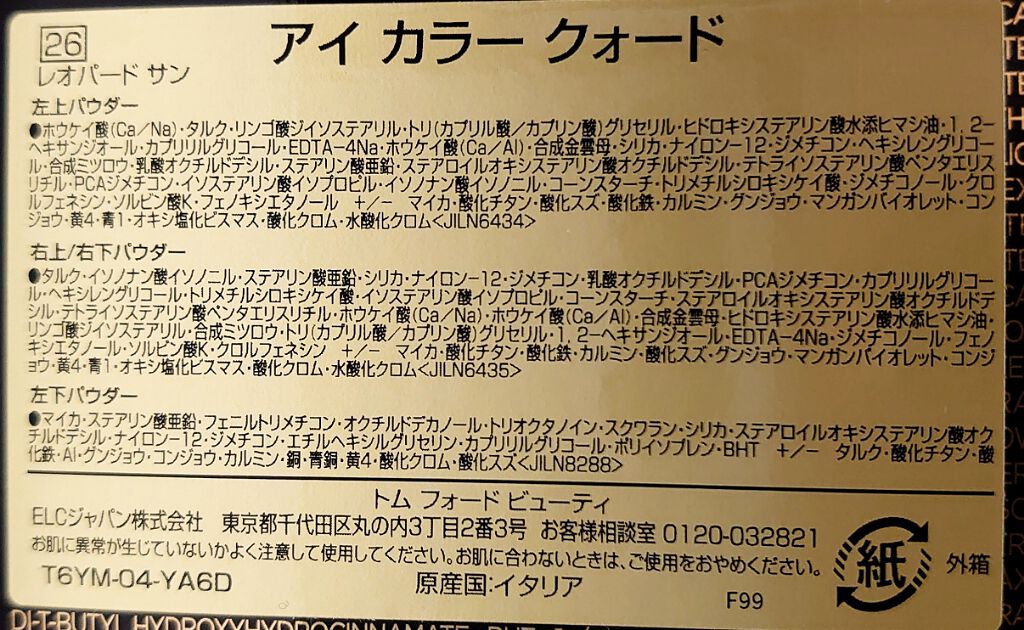 アイ カラー クォード
26
レオパード サン
左上パウダー
●ホウケイ酸(Ca/Na)・タルク・リンゴ酸ジイソステアリル・トリ(カプリル酸/カプリン酸)グリセリル・ヒドロキシステアリン酸水添ヒマシ油・1,2-
ヘキサンジオール・カプリリルグリコール・EDTA-4Na・ホウケイ酸(Ca/Al)・合成金雲母・シリカ・ナイロン-12・ジメチコン・ヘキシレングリコー
ル・合成ミツロウ・乳酸オクチルドデシル・ステアリン酸亜鉛・ステアロイルオキシステアリン酸オクチルドデシル・テトライソステアリン酸ペンタエリス
リチル・PCAジメチコン・イソステアリン酸イソプロピル・イソノナン酸イソノニル・コーンスターチ・トリメチルシロキシケイ酸・ジメチコノール・クロ
ルフェネシン・ソルビン酸K・フェノキシエタノール +/- マイカ・酸化チタン・酸化スズ・酸化鉄・カルミン・グンジョウ・マンガンバイオレット・コン
ジョウ・黄4・青1・オキシ塩化ビスマス・酸化クロム・水酸化クロム<JILN6434>
右上/右下パウダー
●タルク・イソノナン酸イソノニル・ステアリン酸亜鉛・シリカ・ナイロン-12・ジメチコン・乳酸オクチルドデシル・PCAジメチコン・カプリリルグリコー
ル・ヘキシレングリコール・トリメチルシロキシケイ酸・イソステアリン酸イソプロピル・コーンスターチ・ステアロイルオキシステアリン酸オクチルドデ
シル・テトライソステアリン酸ペンタエリスリチル・ホウケイ酸(Ca/Na)・ホウケイ酸(Ca/Al)・合成金雲母・ヒドロキシステアリン酸水添ヒマシ油・
リンゴ酸ジイソステアリル・合成ミツロウ・トリ(カプリル酸/カプリン酸)グリセリル・1,2-ヘキサンジオール・EDTA-4Na・ジメチコノール・フェノ
キシエタノール・ソルビン酸K・クロルフェネシン +/- マイカ・酸化チタン・酸化鉄・カルミン・酸化スズ・グンジョウ・マンガンバイオレット・コンジ
ョウ・黄4・青1・オキシ塩化ビスマス・酸化クロム・水酸化クロム<JILN6435>
左下パウダー
●マイカ・ステアリン酸亜鉛・フェニルトリメチコン・オクチルドデカノール・トリオクタノイン・スクワラン・シリカ・ステアロイルオキシステアリン酸オク
チルドデシル・ナイロン-12・ジメチコン・エチルヘキシルグリセリン・カプリリルグリコール・ポリイソプレン・BHT +/- タルク・酸化チタン・酸
化鉄・Al・グンジョウ・コンジョウ・カルミン・銅・青銅・黄4・酸化クロム・酸化スズ<JILN8288>
トム フォード ビューティ
ELCジャパン株式会社 東京都千代田区丸の内3丁目2番3号 お客様相談室 0120-032821
お肌に異常が生じていないかよく注意して使用してください。お肌に合わないときは、ご使用をおやめください。
T6YM-04-YA6D 原産国:イタリア
F99
紙 外箱
DI-T-BUTYL HYDROXYHYDROCINNAMATE